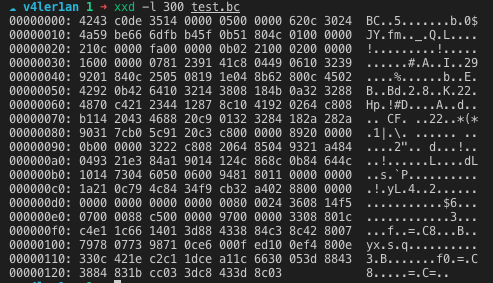 v4ler1an 1 → xxd -l 300 test.bc
00000000: 4243 c0de 3514 0000 0500 0000 620c 3024  BC..5.......b.0$
00000010: 4a59 be66 6dfb b45f 0b51 804c 0100 0000  JY.fm.._.Q.L....
00000020: 210c 0000 fa00 0000 0b02 2100 0200 0000  !.........!.....
00000030: 1600 0000 0781 2391 41c8 0449 0610 3239  ......#.A..I..29
00000040: 9201 840c 2505 0819 1e04 8b62 800c 4502  ....%......b..E.
00000050: 4292 0b42 6410 3214 3808 184b 0a32 3288  B..Bd.2.8..K.22.
00000060: 4870 c421 2344 1287 8c10 4192 0264 c808  Hp.!#D....A..d..
00000070: b114 2043 4688 20c9 0132 3284 182a 282a  .. CF. ..22..*(*
00000080: 9031 7cb0 5c91 20c3 c800 0000 8920 0000  .1|.\. ...... ..
00000090: 0b00 0000 3222 c808 2064 8504 9321 a484  ....2".. d...!..
000000a0: 0493 21e3 84a1 9014 124c 868c 0b84 644c  ..!......L....dL
000000b0: 1014 7304 6050 0600 9481 8011 0000 0000  ..s.`P..........
000000c0: 1a21 0c79 4c84 34f9 cb32 a402 8800 0000  .!.yL.4..2......
000000d0: 0000 0000 0000 0000 0080 0024 3608 14f5  ...........$6...
000000e0: 0700 0088 c500 0000 9700 0000 3308 801c  ............3...
000000f0: c4e1 1c66 1401 3d88 4338 84c3 8c42 8007  ...f..=.C8...B..
00000100: 7978 0773 9871 0ce6 000f ed10 0ef4 800e  yx.s.q..........
00000110: 330c 421e c2c1 1dce a11c 6630 053d 8843  3.B.......f0.=.C
00000120: 3884 831b cc03 3dc8 433d 8c03            8.....=.C=..